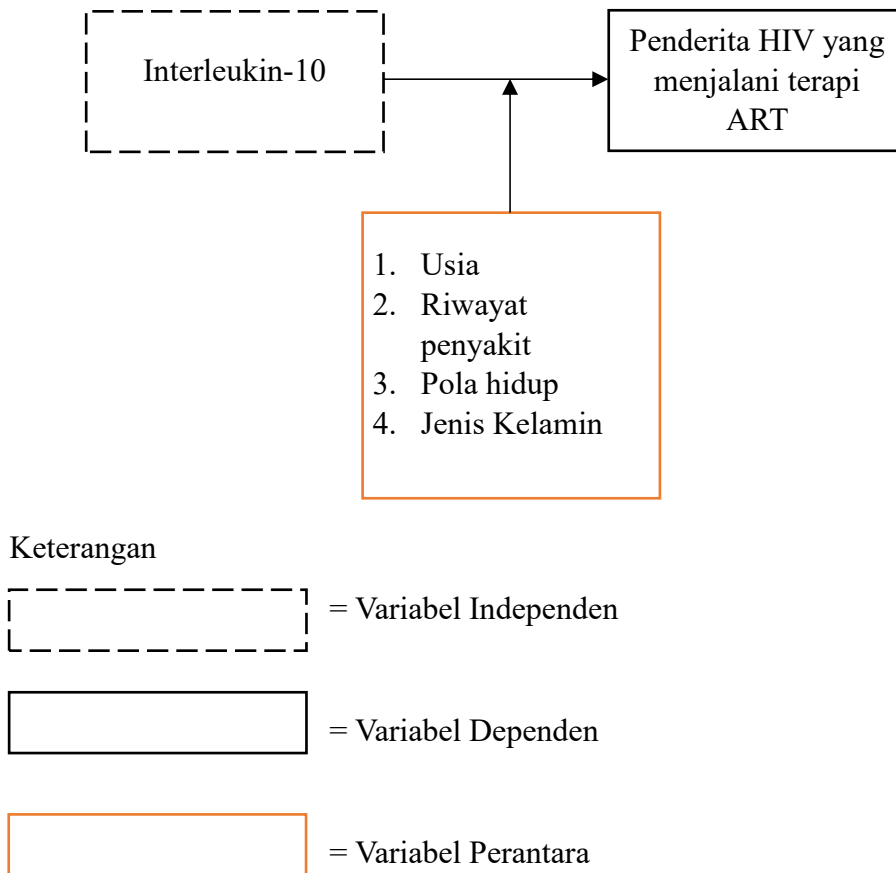 Interleukin-10
Penderita HIV yang
menjalani terapi
ART
1. Usia
2. Riwayat
penyakit
3. Pola hidup
4. Jenis Kelamin
Keterangan
= Variabel Independen
= Variabel Dependen
= Variabel Perantara